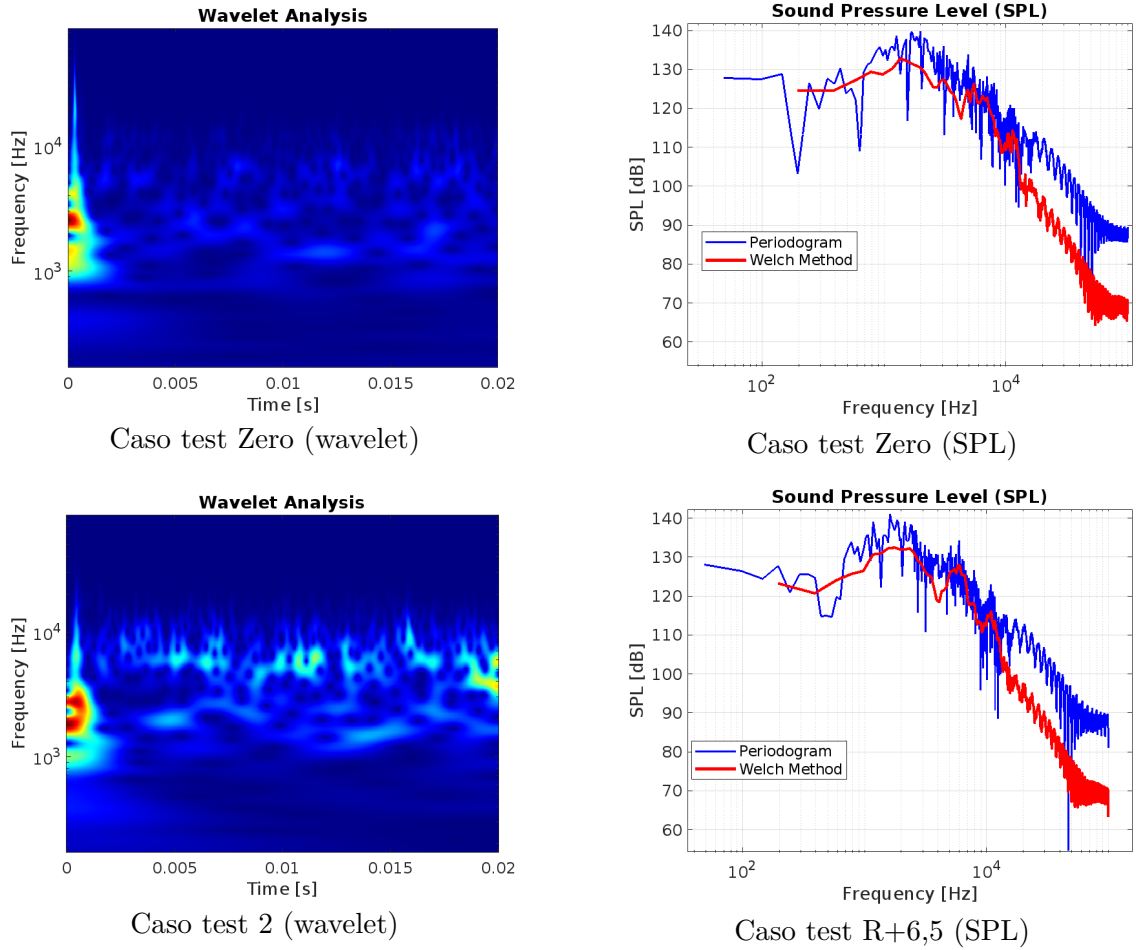 Wavelet Analysis
Frequency [Hz]
10^4
10^3
0 0.005 0.01 0.015 0.02
Time [s]
Caso test Zero (wavelet)
Sound Pressure Level (SPL)
SPL [dB]
140
130
120
110
100
90
80
70
60
Periodogram
Welch Method
10^2 10^4
Frequency [Hz]
Caso test Zero (SPL)
Wavelet Analysis
Frequency [Hz]
10^4
10^3
0 0.005 0.01 0.015 0.02
Time [s]
Caso test 2 (wavelet)
Sound Pressure Level (SPL)
SPL [dB]
140
130
120
110
100
90
80
70
60
Periodogram
Welch Method
10^2 10^4
Frequency [Hz]
Caso test R+6,5 (SPL)